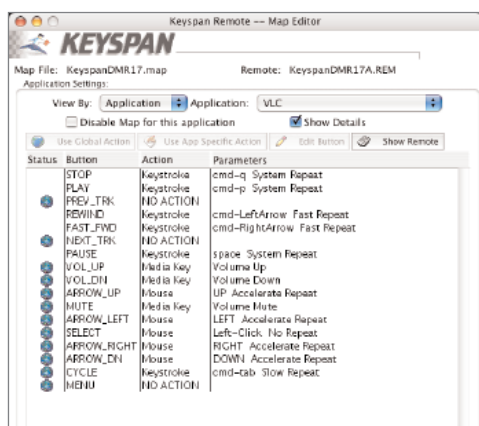 Keyspan Remote -- Map Editor
KEYSPAN
Map File: KeyspanDMR17.map Remote: KeyspanDMR17A.REM
Application Settings:
View By: Application Application: VLC
Disable Map for this application Show Details
Use Global Action Use App Specific Action Edit Button Show Remote
Status Button Action Parameters
STOP Keystroke cmd-q System Repeat
PLAY Keystroke cmd-p System Repeat
PREV_TRK NO ACTION
REWIND Keystroke cmd-LeftArrow Fast Repeat
FAST_FWD Keystroke cmd-RightArrow Fast Repeat
NEXT_TRK NO ACTION
PAUSE Keystroke space System Repeat
VOL_UP Media Key Volume Up
VOL_DN Media Key Volume Down
ARROW_UP Mouse UP Accelerate Repeat
MUTE Media Key Volume Mute
ARROW_LEFT Mouse LEFT Accelerate Repeat
SELECT Mouse Left-Click No Repeat
ARROW_RIGHT Mouse RIGHT Accelerate Repeat
ARROW_DN Mouse DOWN Accelerate Repeat
CYCLE Keystroke cmd-tab Slow Repeat
MENU NO ACTION